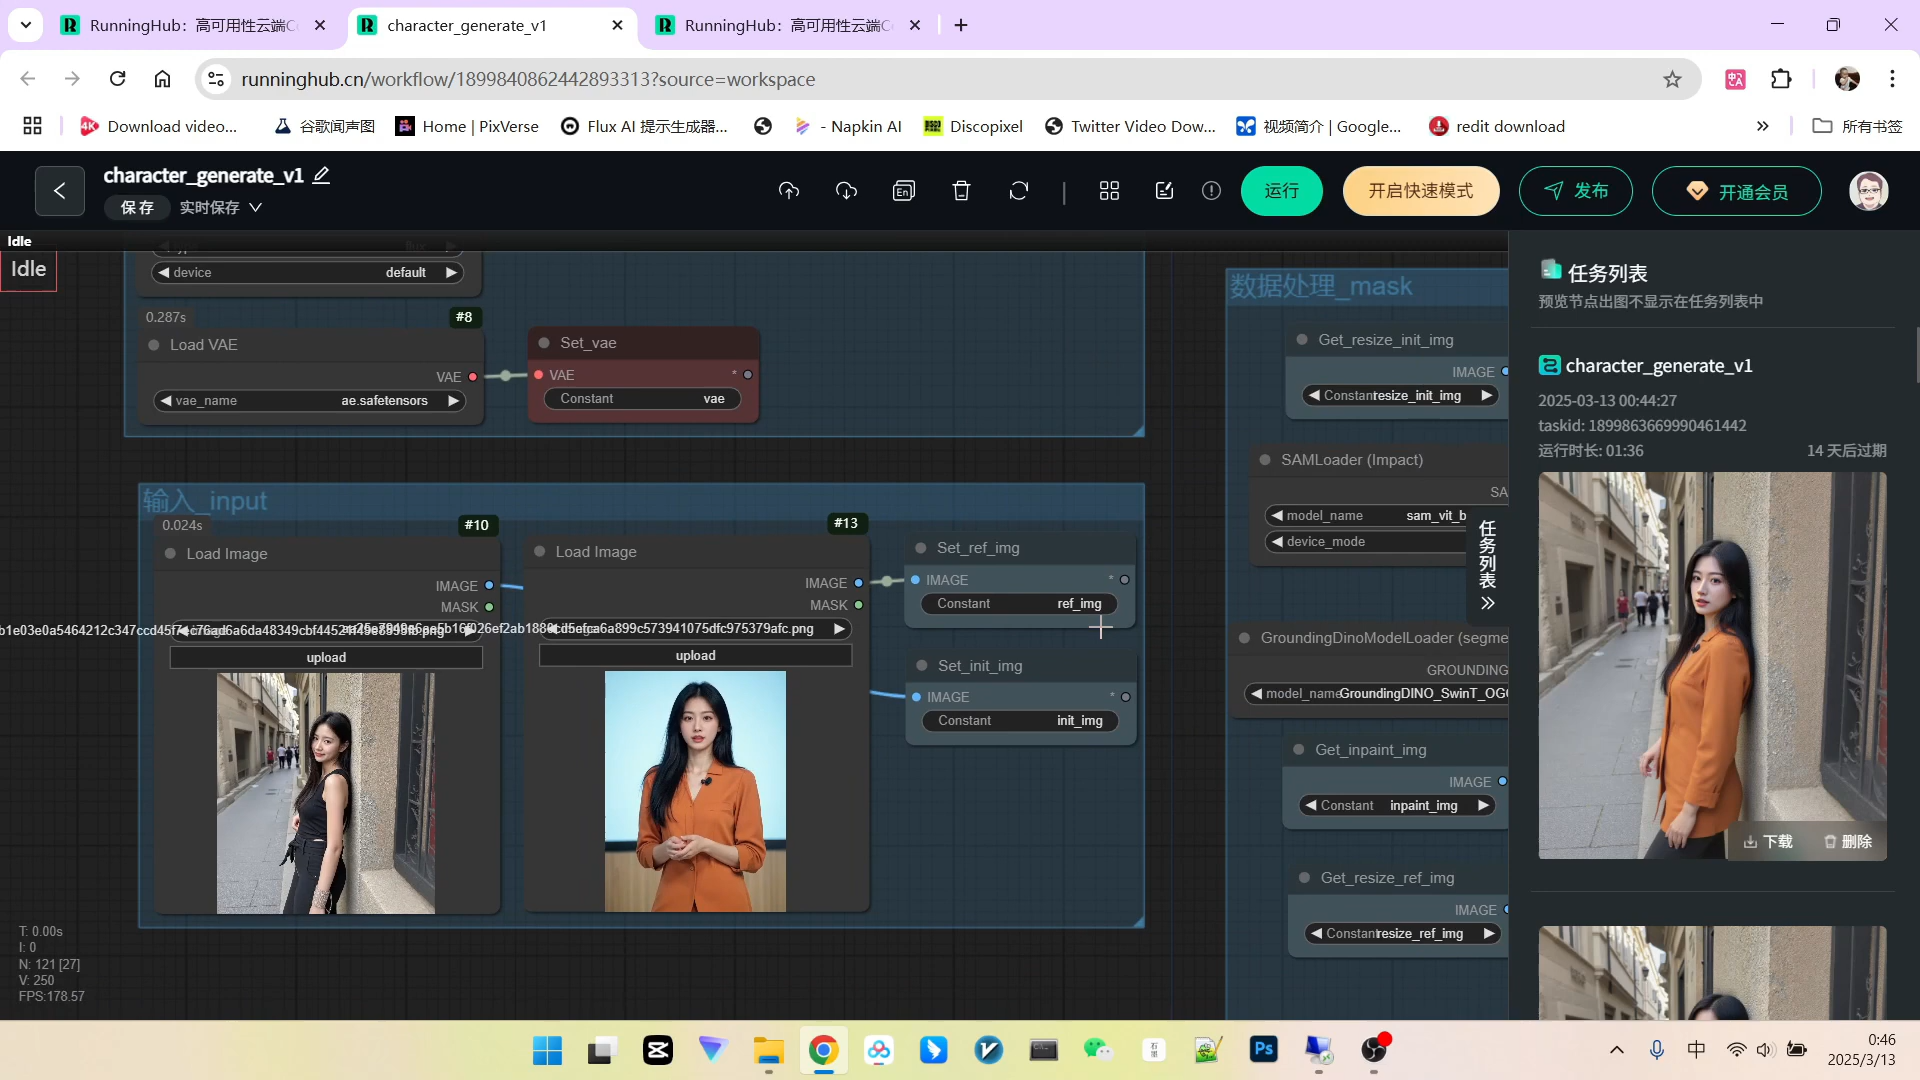 RunningHub：高可用性云端C
character_generate_v1
RunningHub：高可用性云端C
runninghub.cn/workflow/1899840862442893313?source=workspace
Download video...
谷歌闻声图
Home | PixVerse
Flux AI 提示生成器...
- Napkin AI
Discopixel
Twitter Video Dow...
视频简介 | Google...
redit download
所有书签
character_generate_v1
保存
实时保存
运行
开启快速模式
发布
开通会员
Idle
Idle
device
default
0.287s
#8
Load VAE
VAE
vae_name
ae.safetensors
Set_vae
VAE
Constant
vae
输入_input
0.024s
#10
Load Image
IMAGE
MASK
upload
#13
Load Image
IMAGE
MASK
upload
Set_ref_img
IMAGE
Constant
ref_img
Set_init_img
IMAGE
Constant
init_img
数据处理_mask
Get_resize_init_img
IMAGE
Constant
resize_init_img
SAMLoader (Impact)
SA
model_name
sam_vit_b
device_mode
GroundingDinoModelLoader (segme
GROUNDING
model_name
GroundingDINO_SwinT_OG
Get_inpaint_img
IMAGE
Constant
inpaint_img
Get_resize_ref_img
IMAGE
Constant
resize_ref_img
任务列表
任务列表
预览节点出图不显示在任务列表中
character_generate_v1
2025-03-13 00:44:27
taskid: 1899863669990461442
运行时长: 01:36
14 天后过期
下载
删除
T: 0.00s
I: 0
N: 121 [27]
V: 250
FPS:178.57
Ps
中
0:46
2025/3/13